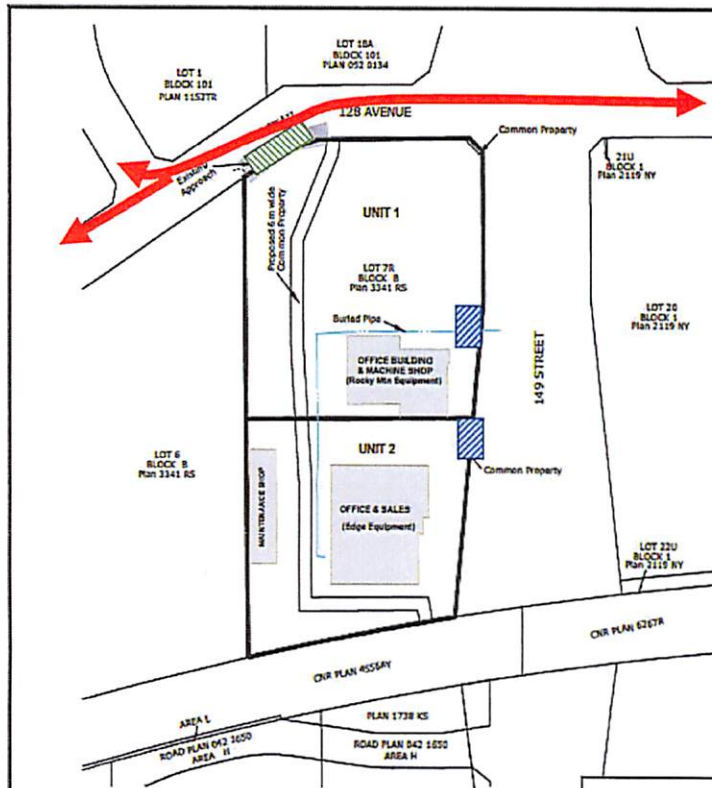 LOT 1
BLOCK 101
PLAN 1152TR
LOT 18A
BLOCK 101
PLAN 052 0134
128 AVENUE
Existing
Approach
Common Property
21U
BLOCK 1
Plan 2119 NY
UNIT 1
Proposed 6 m wide
Common Property
LOT 7R
BLOCK B
Plan 3341 RS
Buried Pipe
LOT 20
BLOCK 1
Plan 2119 NY
OFFICE BUILDING
& MACHINE SHOP
(Rocky Mtn Equipment)
149 STREET
LOT 6
BLOCK B
Plan 3341 RS
UNIT 2
MAINTENANCE SHOP
OFFICE & SALES
(Edge Equipment)
Common Property
LOT 22U
BLOCK 1
Plan 2119 NY
CNR PLAN 4556AY
CNR PLAN 6267R
AREA L
ROAD PLAN 042 1650
AREA H
PLAN 1738 KS
ROAD PLAN 042 1650
AREA H